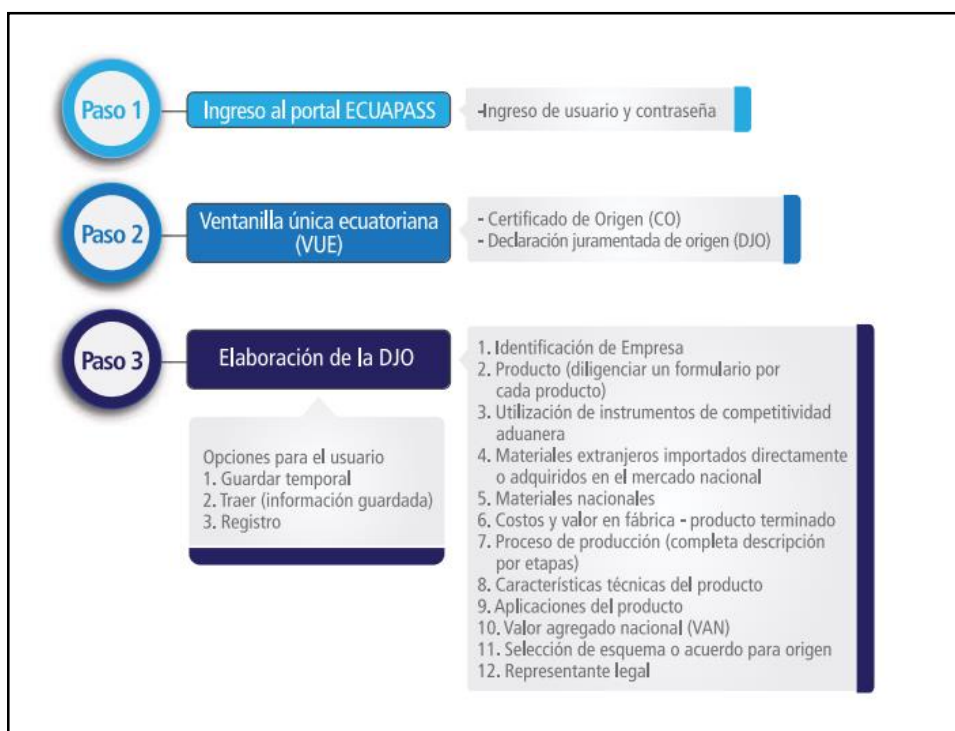 Paso 1
Ingreso al portal ECUAPASS
-Ingreso de usuario y contraseña
Paso 2
Ventanilla única ecuatoriana
(VUE)
- Certificado de Origen (CO)
- Declaración juramentada de origen (DJO)
Paso 3
Elaboración de la DJO
Opciones para el usuario
1. Guardar temporal
2. Traer (información guardada)
3. Registro
1. Identificación de Empresa
2. Producto (diligenciar un formulario por
cada producto)
3. Utilización de instrumentos de competitividad
aduanera
4. Materiales extranjeros importados directamente
o adquiridos en el mercado nacional
5. Materiales nacionales
6. Costos y valor en fábrica - producto terminado
7. Proceso de producción (completa descripción
por etapas)
8. Características técnicas del producto
9. Aplicaciones del producto
10. Valor agregado nacional (VAN)
11. Selección de esquema o acuerdo para origen
12. Representante legal